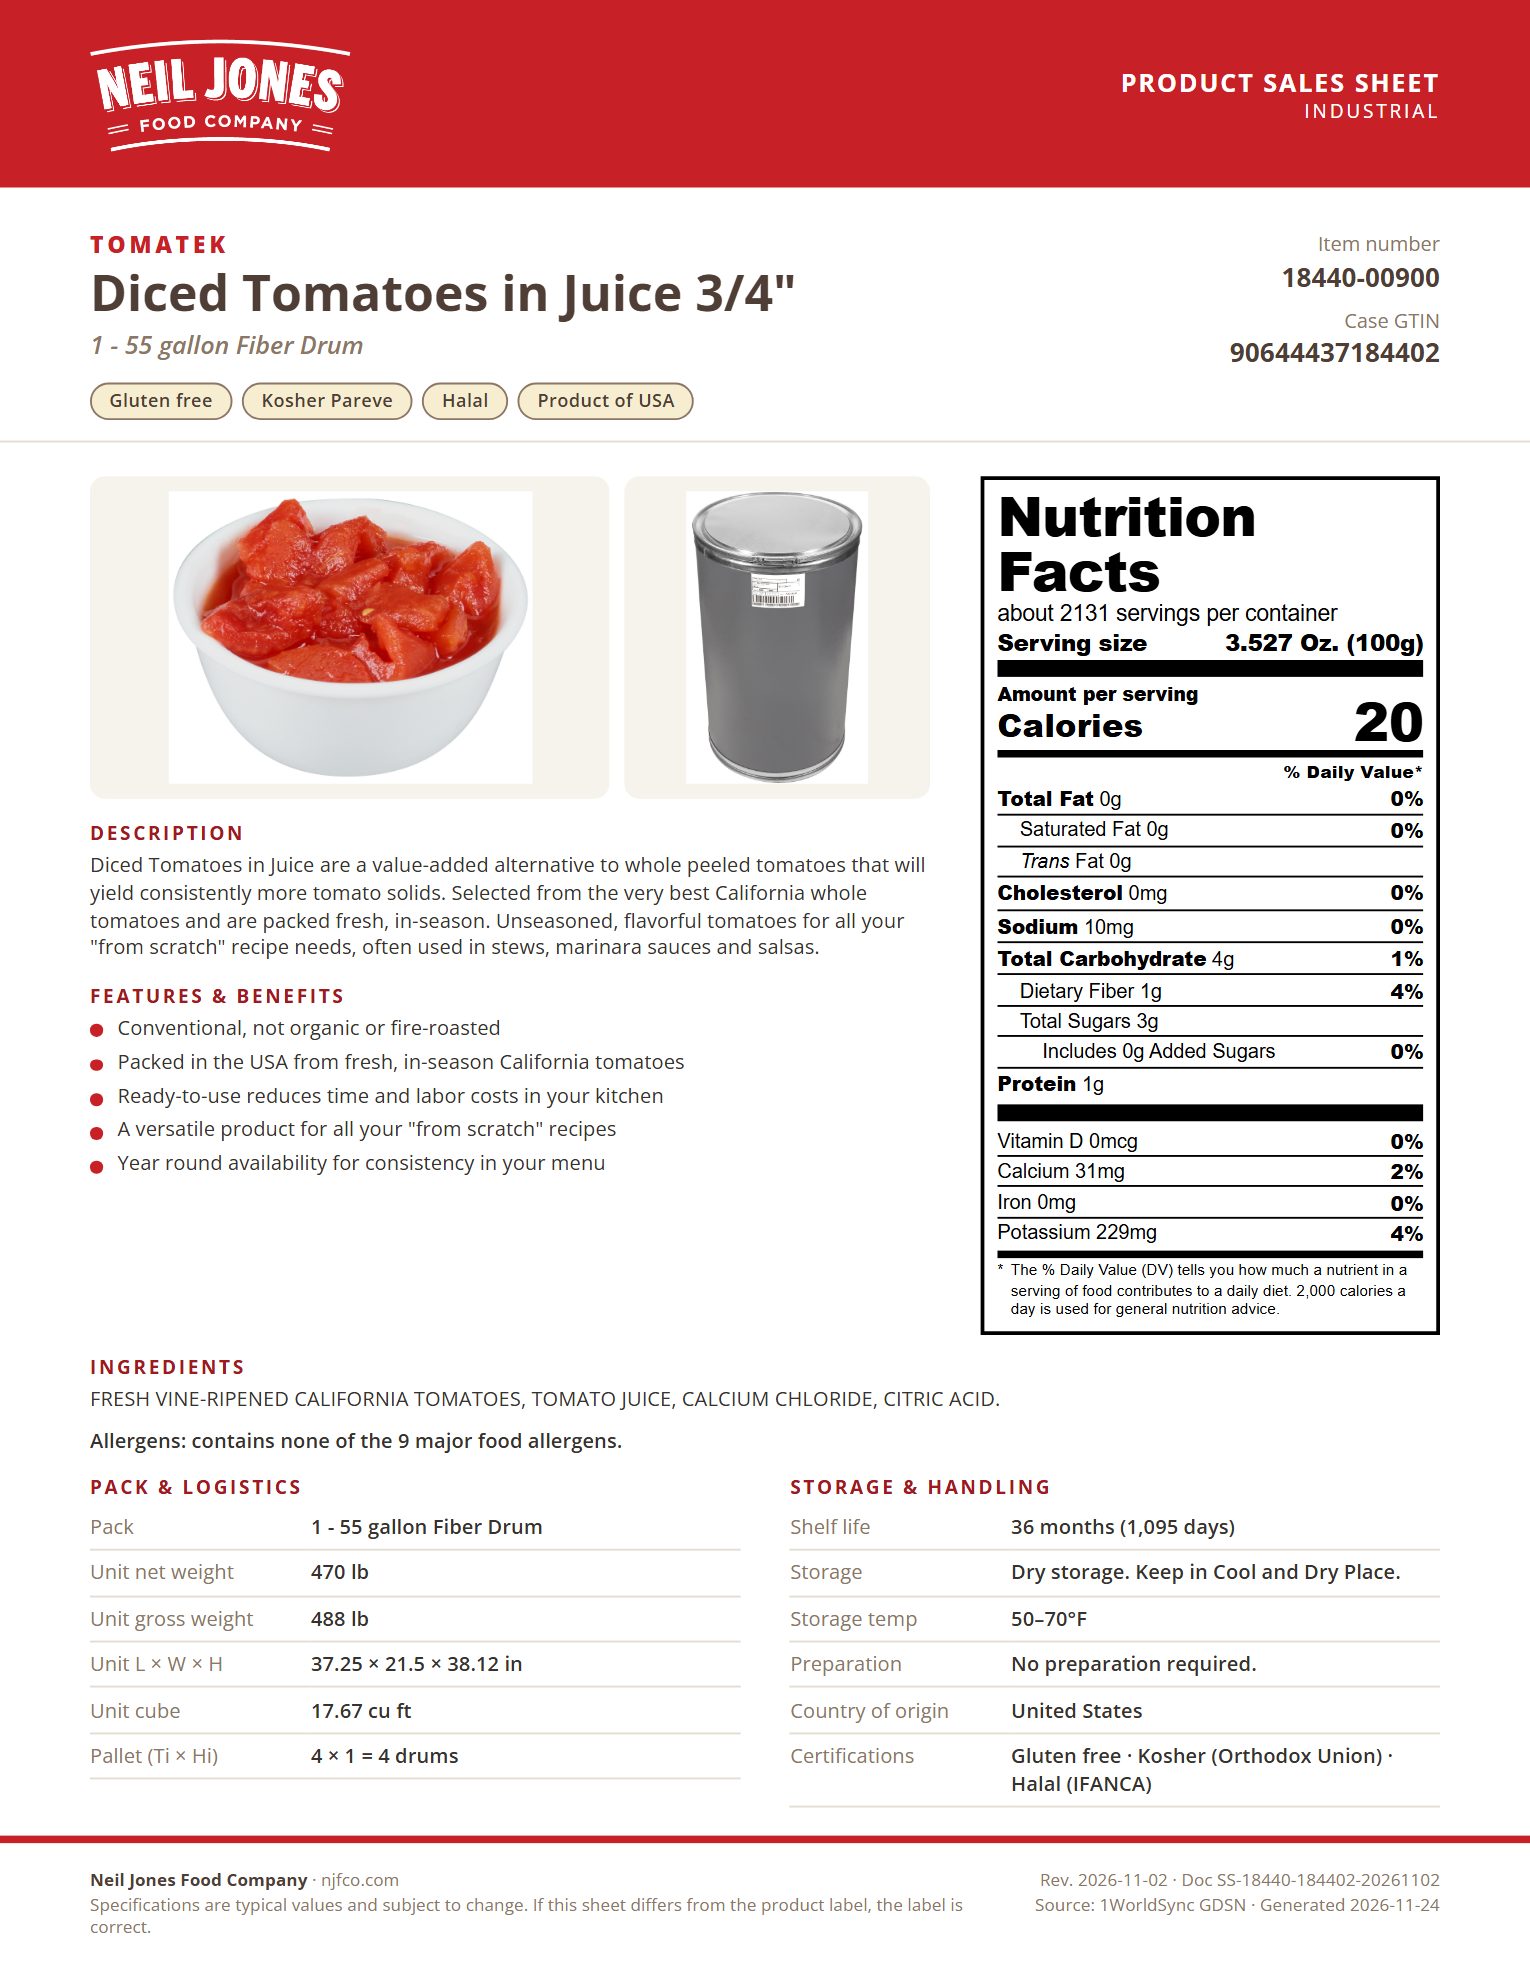 NEIL JONES
FOOD COMPANY
PRODUCT SALES SHEET
INDUSTRIAL
TOMATEK
Diced Tomatoes in Juice 3/4"
1 - 55 gallon Fiber Drum
Gluten free
Kosher Pareve
Halal
Product of USA
Item number
18440-00900
Case GTIN
90644437184402
DESCRIPTION
Diced Tomatoes in Juice are a value-added alternative to whole peeled tomatoes that will
yield consistently more tomato solids. Selected from the very best California whole
tomatoes and are packed fresh, in-season. Unseasoned, flavorful tomatoes for all your
"from scratch" recipe needs, often used in stews, marinara sauces and salsas.
FEATURES & BENEFITS
Conventional, not organic or fire-roasted
Packed in the USA from fresh, in-season California tomatoes
Ready-to-use reduces time and labor costs in your kitchen
A versatile product for all your "from scratch" recipes
Year round availability for consistency in your menu
Nutrition
Facts
about 2131 servings per container
Serving size 3.527 Oz. (100g)
Amount per serving
Calories 20
% Daily Value*
Total Fat 0g 0%
Saturated Fat 0g 0%
Trans Fat 0g
Cholesterol 0mg 0%
Sodium 10mg 0%
Total Carbohydrate 4g 1%
Dietary Fiber 1g 4%
Total Sugars 3g
Includes 0g Added Sugars 0%
Protein 1g
Vitamin D 0mcg 0%
Calcium 31mg 2%
Iron 0mg 0%
Potassium 229mg 4%
* The % Daily Value (DV) tells you how much a nutrient in a
serving of food contributes to a daily diet. 2,000 calories a
day is used for general nutrition advice.
INGREDIENTS
FRESH VINE-RIPENED CALIFORNIA TOMATOES, TOMATO JUICE, CALCIUM CHLORIDE, CITRIC ACID.
Allergens: contains none of the 9 major food allergens.
PACK & LOGISTICS
Pack 1 - 55 gallon Fiber Drum
Unit net weight 470 lb
Unit gross weight 488 lb
Unit L × W × H 37.25 × 21.5 × 38.12 in
Unit cube 17.67 cu ft
Pallet (Ti × Hi) 4 × 1 = 4 drums
STORAGE & HANDLING
Shelf life 36 months (1,095 days)
Storage Dry storage. Keep in Cool and Dry Place.
Storage temp 50–70°F
Preparation No preparation required.
Country of origin United States
Certifications Gluten free · Kosher (Orthodox Union) ·
Halal (IFANCA)
Neil Jones Food Company · njfco.com
Specifications are typical values and subject to change. If this sheet differs from the product label, the label is
correct.
Rev. 2026-11-02 · Doc SS-18440-184402-20261102
Source: 1WorldSync GDSN · Generated 2026-11-24